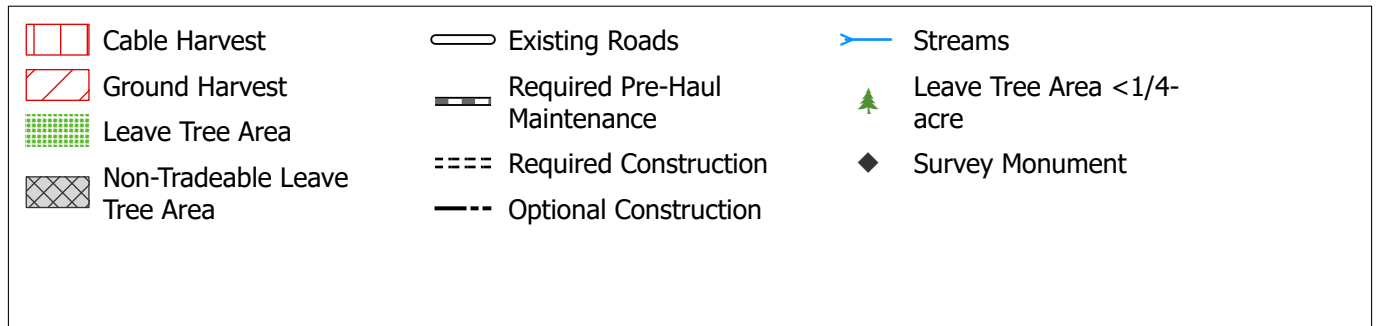 Cable Harvest
Ground Harvest
Leave Tree Area
Non-Tradeable Leave
Tree Area
Existing Roads
Required Pre-Haul
Maintenance
Required Construction
Optional Construction
Streams
Leave Tree Area <1/4-
acre
Survey Monument